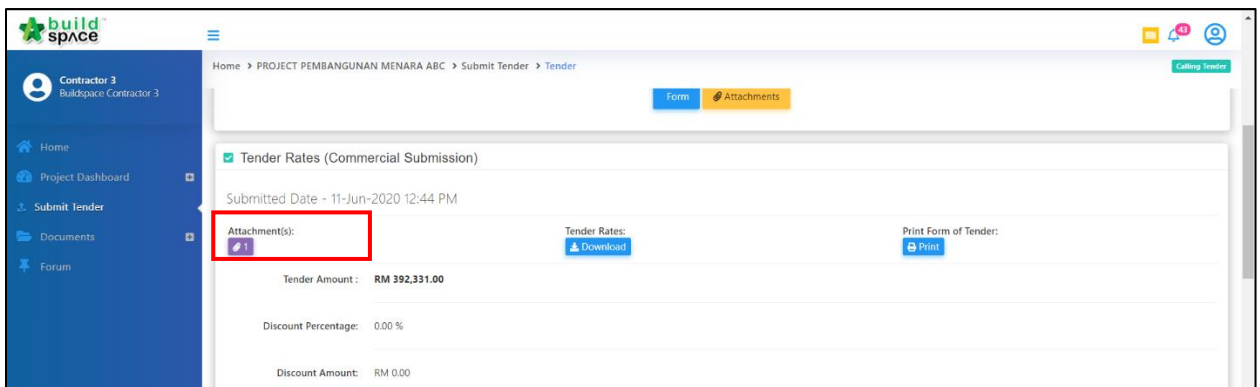 build
spʌce
43
Contractor 3
Buildspace Contractor 3
Home > PROJECT PEMBANGUNAN MENARA ABC > Submit Tender > Tender
Calling Tender
Form
Attachments
Home
Project Dashboard
Submit Tender
Documents
Forum
Tender Rates (Commercial Submission)
Submitted Date - 11-Jun-2020 12:44 PM
Attachment(s):
1
Tender Rates:
Download
Print Form of Tender:
Print
Tender Amount : RM 392,331.00
Discount Percentage: 0.00 %
Discount Amount: RM 0.00